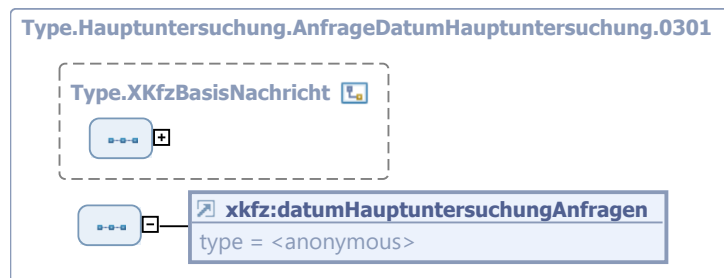 Type.Hauptuntersuchung.AnfrageDatumHauptuntersuchung.0301
Type.XKfzBasisNachricht
xkfz:datumHauptuntersuchungAnfragen
type = <anonymous>